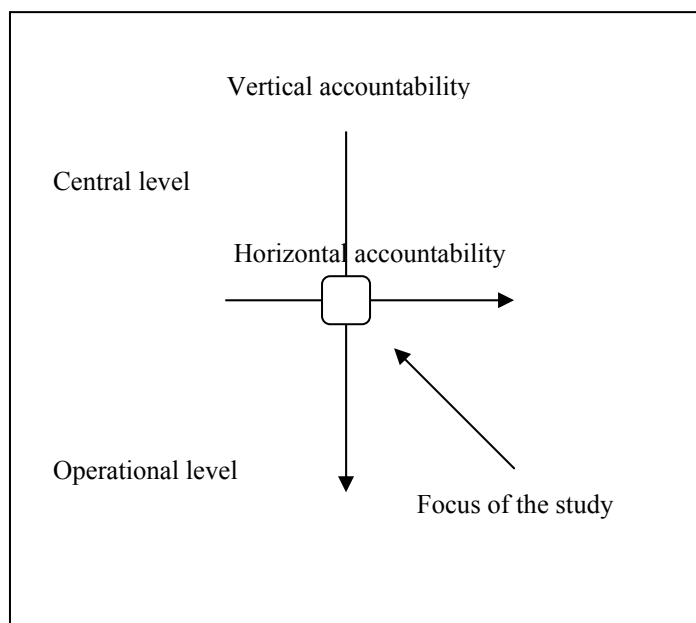 Vertical accountability
Central level
Horizontal accountability
Operational level
Focus of the study